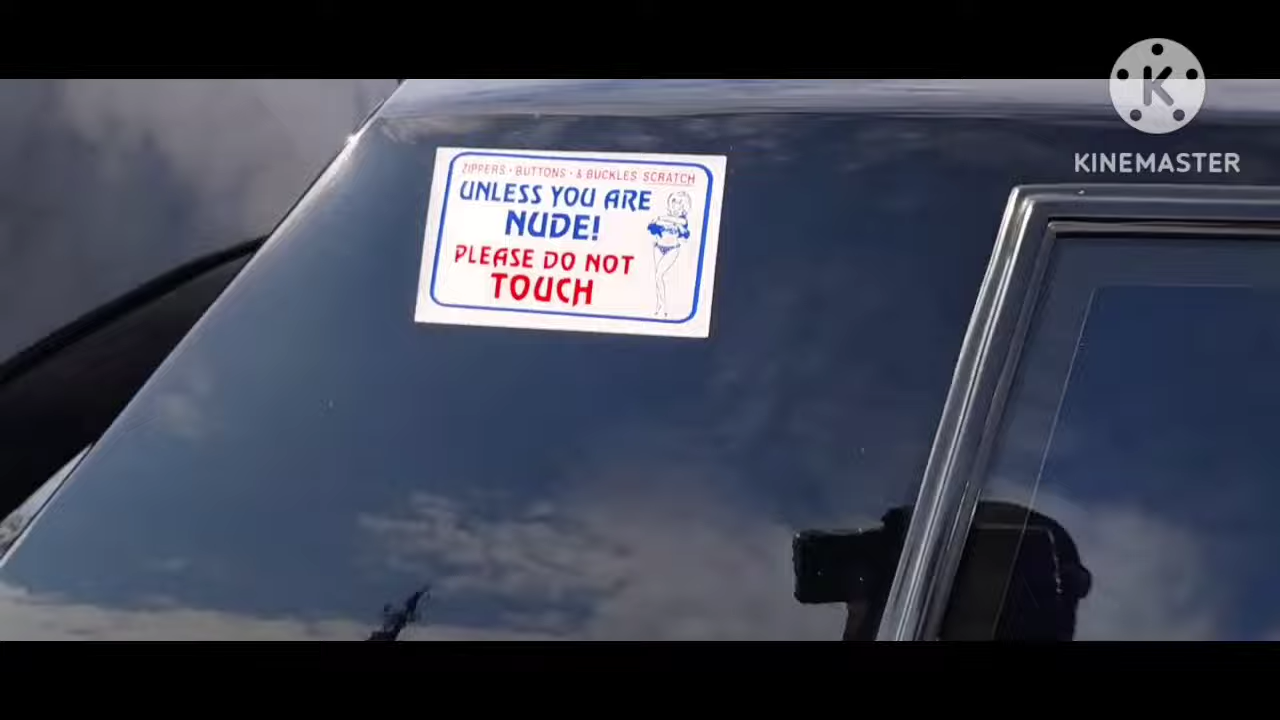 KINEMASTER
ZIPPERS · BUTTONS · & BUCKLES SCRATCH
UNLESS YOU ARE
NUDE!
PLEASE DO NOT
TOUCH